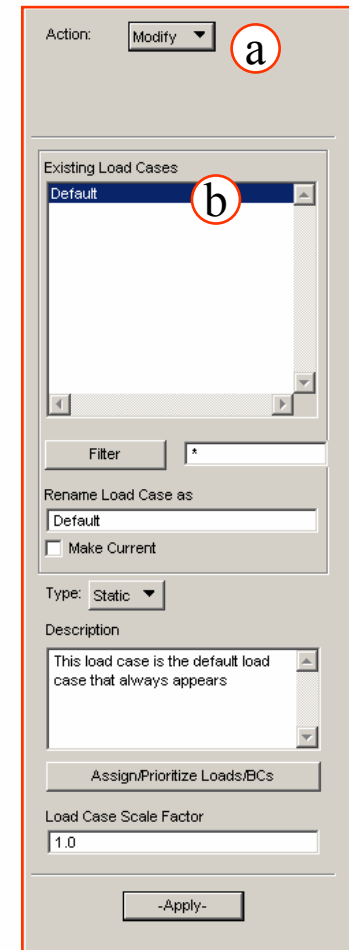 Action: Modify
a
Existing Load Cases
Default
b
Filter *
Rename Load Case as
Default
Make Current
Type: Static
Description
This load case is the default load
case that always appears
Assign/Prioritize Loads/BCs
Load Case Scale Factor
1.0
-Apply-